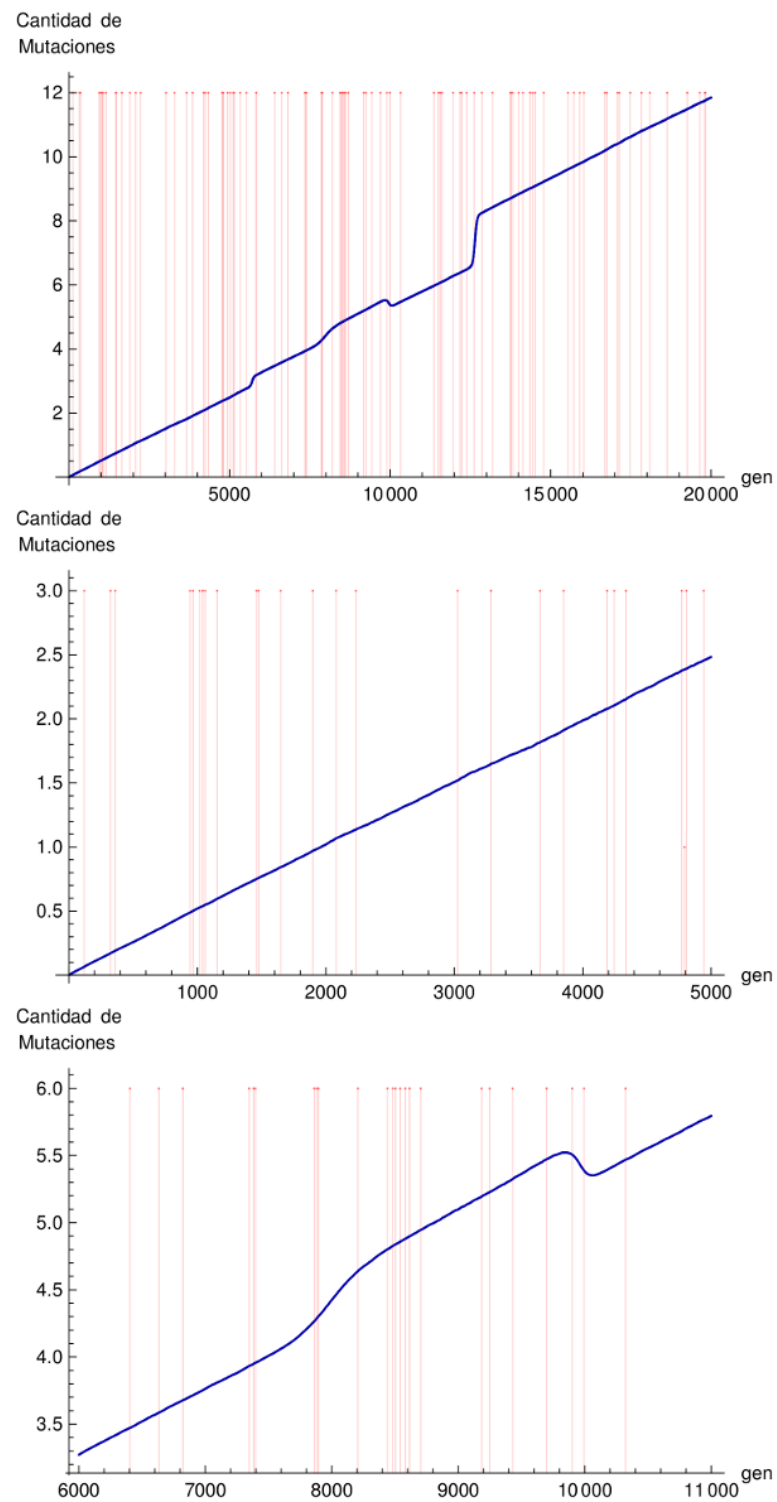 Cantidad de
Mutaciones
12
10
8
6
4
2
5000 10 000 15 000 20 000 gen
Cantidad de
Mutaciones
3.0
2.5
2.0
1.5
1.0
0.5
1000 2000 3000 4000 5000 gen
Cantidad de
Mutaciones
6.0
5.5
5.0
4.5
4.0
3.5
6000 7000 8000 9000 10 000 11 000 gen